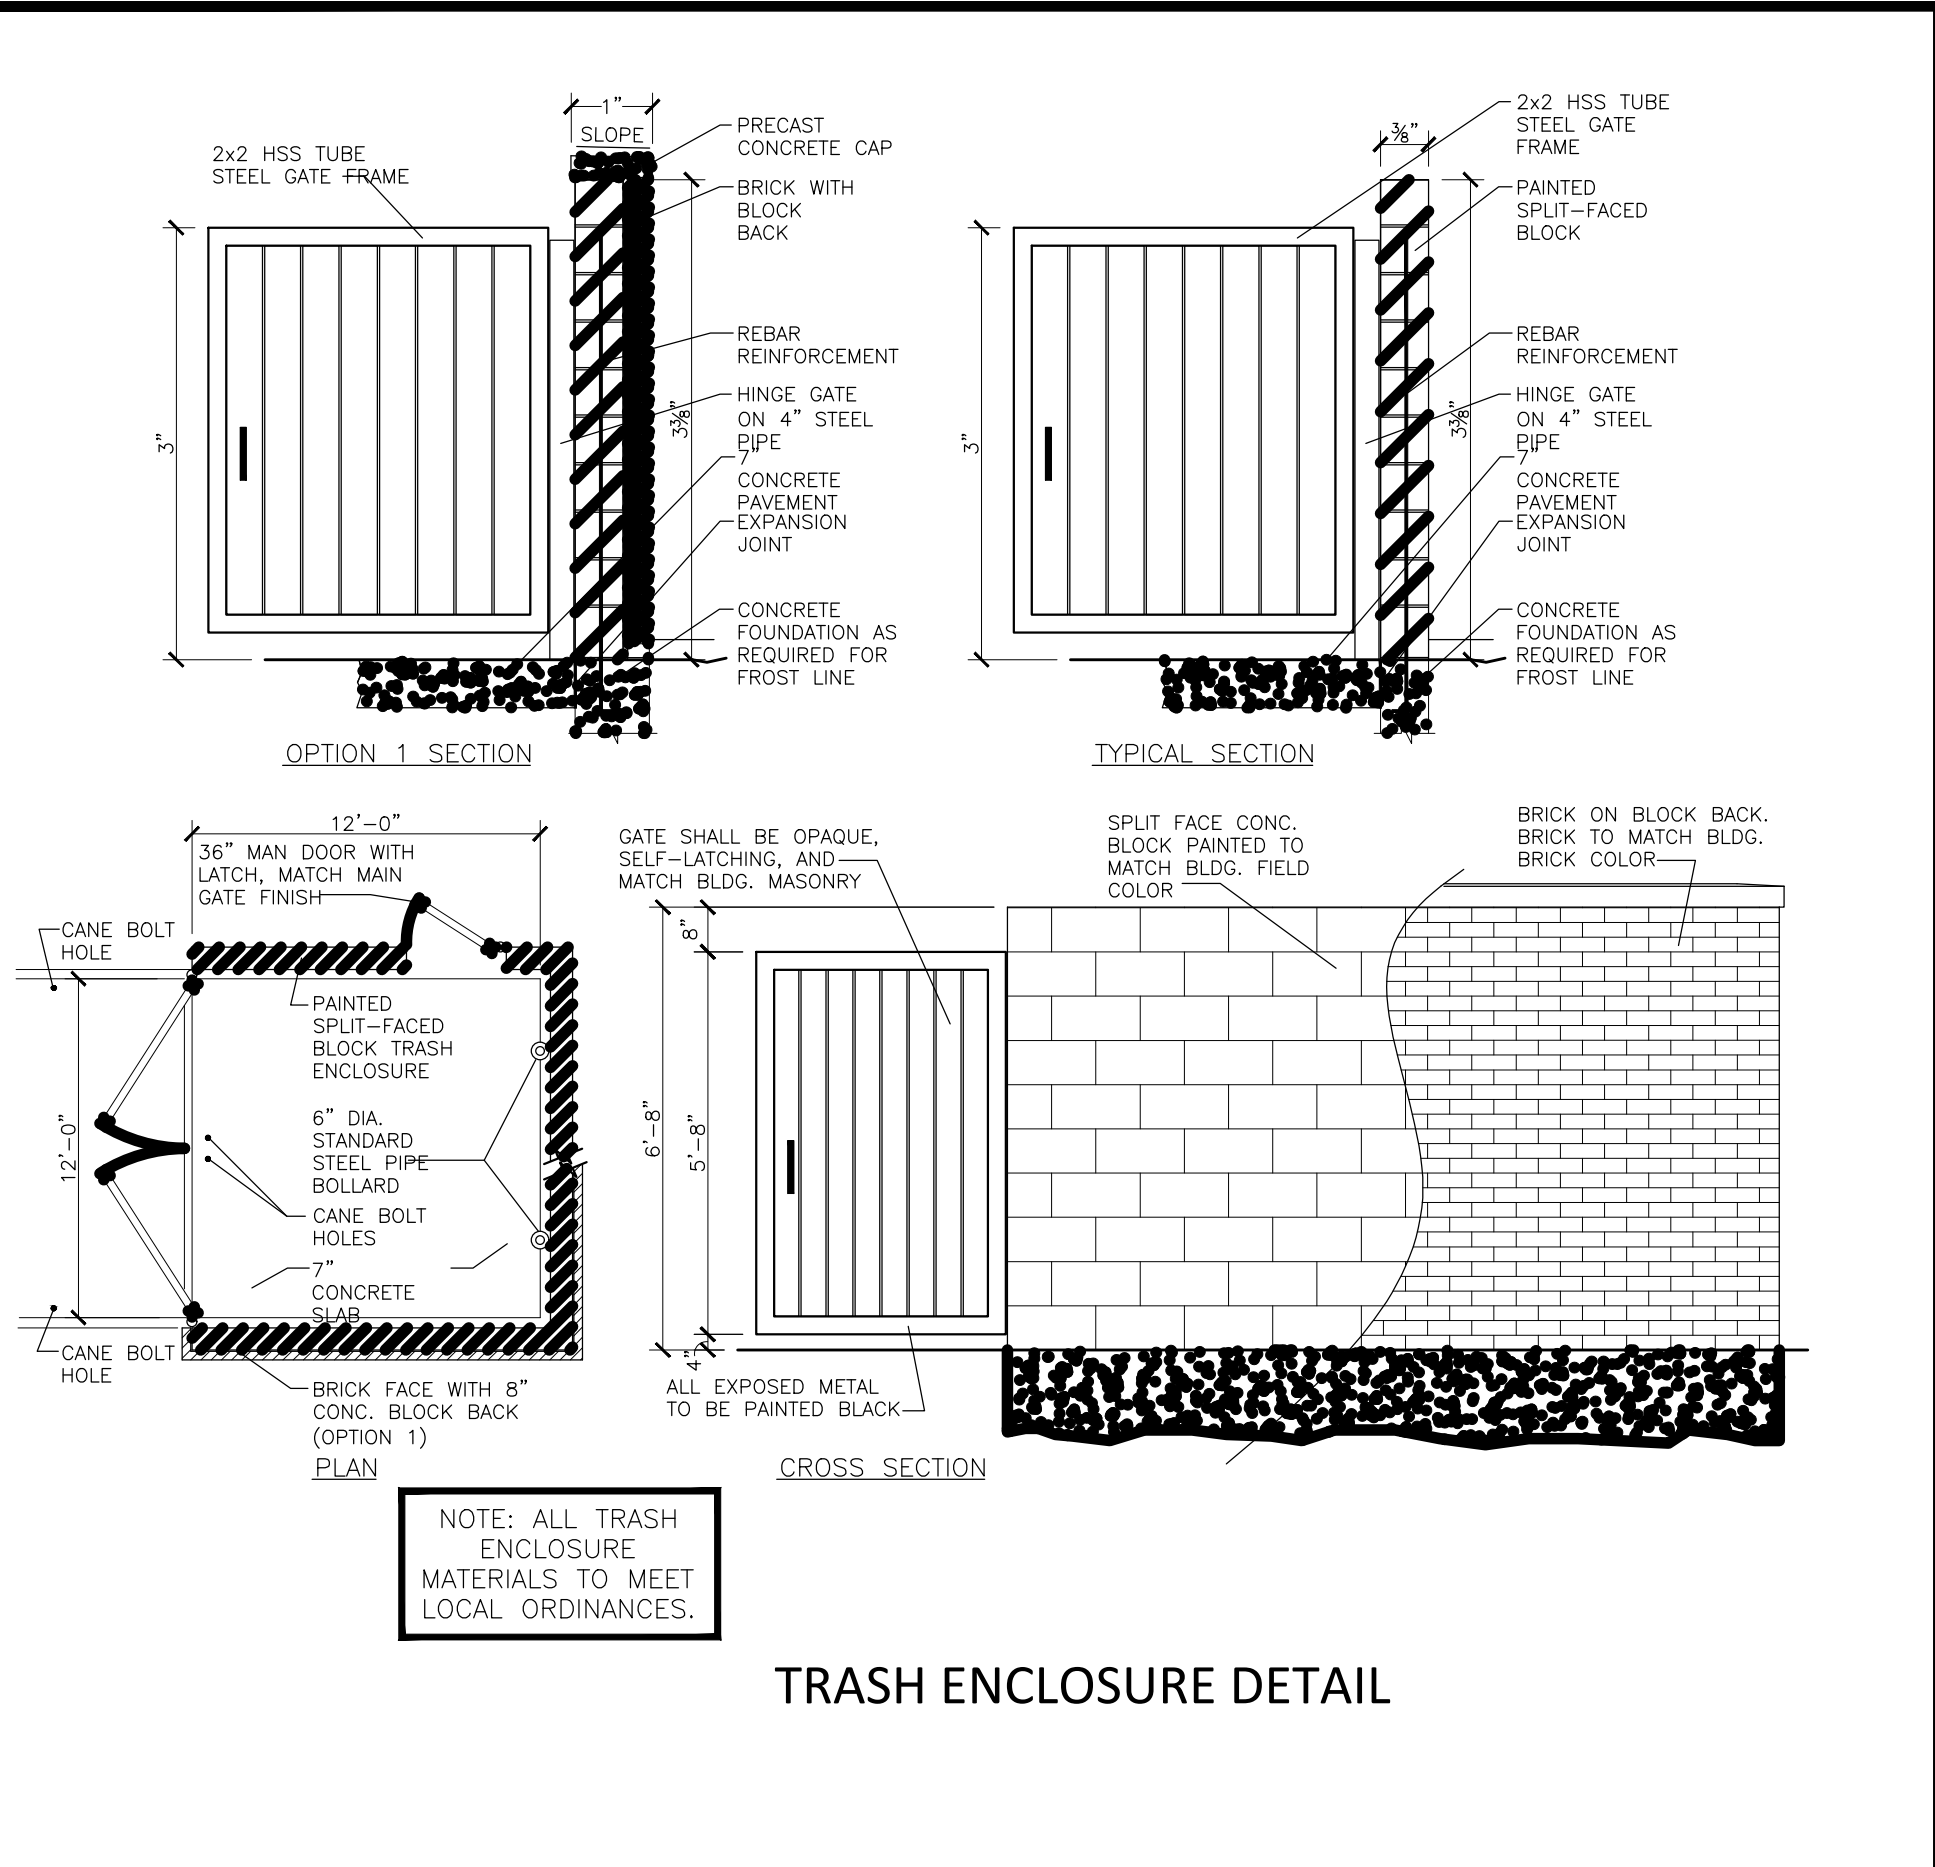 1"
SLOPE
2x2 HSS TUBE
STEEL GATE FRAME
PRECAST
CONCRETE CAP
BRICK WITH
BLOCK
BACK
REBAR
REINFORCEMENT
HINGE GATE
ON 4" STEEL
PIPE
7"
CONCRETE
PAVEMENT
EXPANSION
JOINT
CONCRETE
FOUNDATION AS
REQUIRED FOR
FROST LINE
3"
3⅜"
OPTION 1 SECTION
⅜"
2x2 HSS TUBE
STEEL GATE
FRAME
PAINTED
SPLIT-FACED
BLOCK
REBAR
REINFORCEMENT
HINGE GATE
ON 4" STEEL
PIPE
7"
CONCRETE
PAVEMENT
EXPANSION
JOINT
CONCRETE
FOUNDATION AS
REQUIRED FOR
FROST LINE
3"
3⅜"
TYPICAL SECTION
12'-0"
36" MAN DOOR WITH
LATCH, MATCH MAIN
GATE FINISH
CANE BOLT
HOLE
PAINTED
SPLIT-FACED
BLOCK TRASH
ENCLOSURE
12'-0"
6" DIA.
STANDARD
STEEL PIPE
BOLLARD
CANE BOLT
HOLES
7"
CONCRETE
SLAB
CANE BOLT
HOLE
BRICK FACE WITH 8"
CONC. BLOCK BACK
(OPTION 1)
PLAN
GATE SHALL BE OPAQUE,
SELF-LATCHING, AND
MATCH BLDG. MASONRY
SPLIT FACE CONC.
BLOCK PAINTED TO
MATCH BLDG. FIELD
COLOR
BRICK ON BLOCK BACK.
BRICK TO MATCH BLDG.
BRICK COLOR
8"
6'-8"
5'-8"
4"
ALL EXPOSED METAL
TO BE PAINTED BLACK
CROSS SECTION
NOTE: ALL TRASH
ENCLOSURE
MATERIALS TO MEET
LOCAL ORDINANCES.
TRASH ENCLOSURE DETAIL